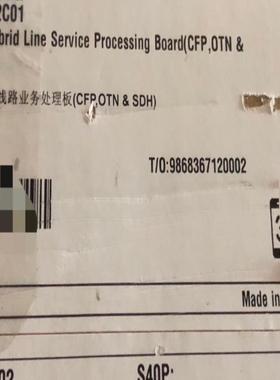 2C01
brid Line Service Processing Board(CFP,OTN &
线路业务处理板(CFP,OTN & SDH)
T/O:9868367120002
Made in
S40P: